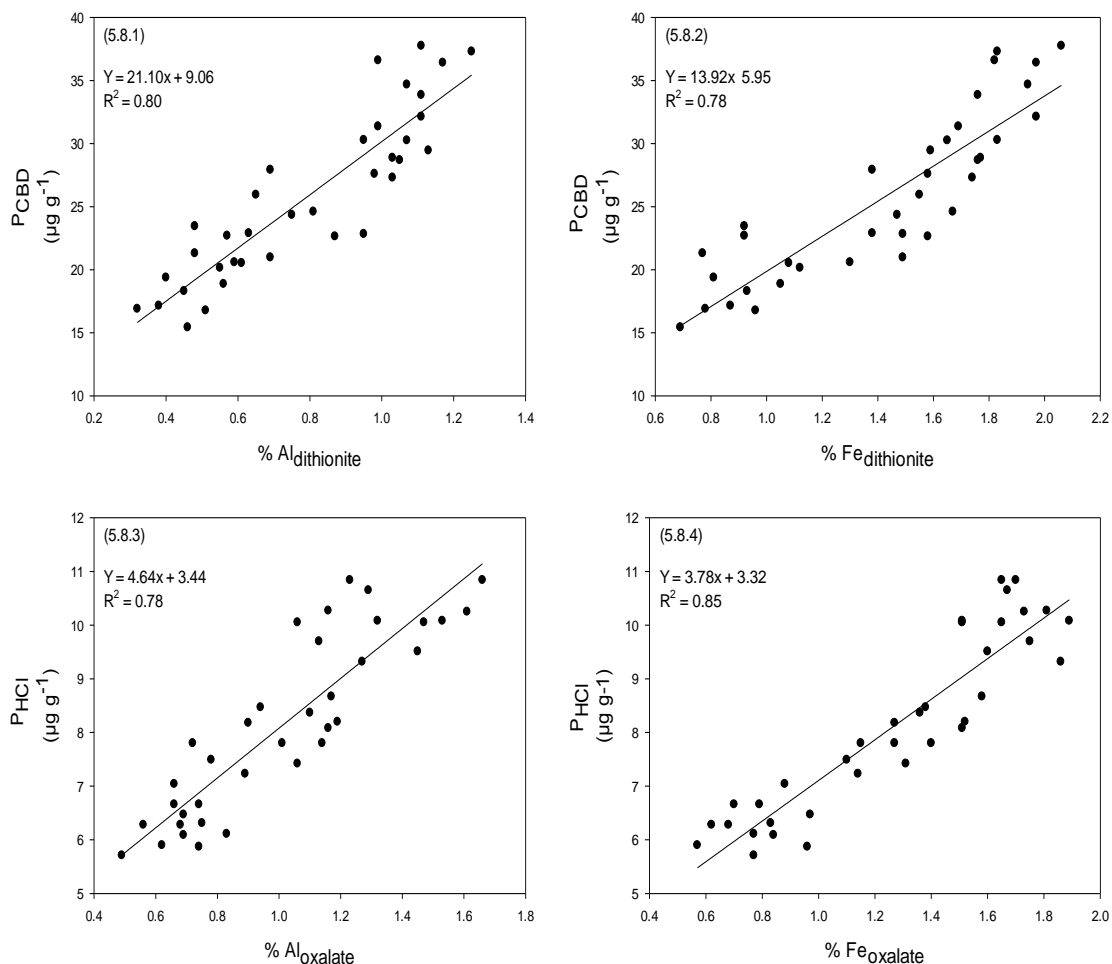 (5.8.1)
Y = 21.10x + 9.06
R² = 0.80
PCBD
(µg g⁻¹)
40
35
30
25
20
15
10
0.2 0.4 0.6 0.8 1.0 1.2 1.4
% Aldithionite
(5.8.2)
Y = 13.92x 5.95
R² = 0.78
PCBD
(µg g⁻¹)
40
35
30
25
20
15
10
0.6 0.8 1.0 1.2 1.4 1.6 1.8 2.0 2.2
% Fedithionite
(5.8.3)
Y = 4.64x + 3.44
R² = 0.78
PHCl
(µg g⁻¹)
12
11
10
9
8
7
6
5
0.4 0.6 0.8 1.0 1.2 1.4 1.6 1.8
% Aloxalate
(5.8.4)
Y = 3.78x + 3.32
R² = 0.85
PHCl
(µg g-1)
12
11
10
9
8
7
6
5
0.4 0.6 0.8 1.0 1.2 1.4 1.6 1.8 2.0
% Feoxalate